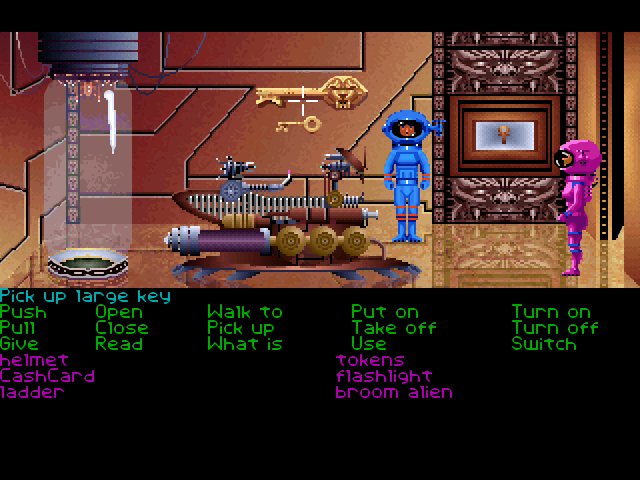 Pick up large key
Push Open Walk to Put on Turn on
Pull Close Pick up Take off Turn off
Give Read What is Use Switch
helmet tokens
CashCard flashlight
ladder broom alien